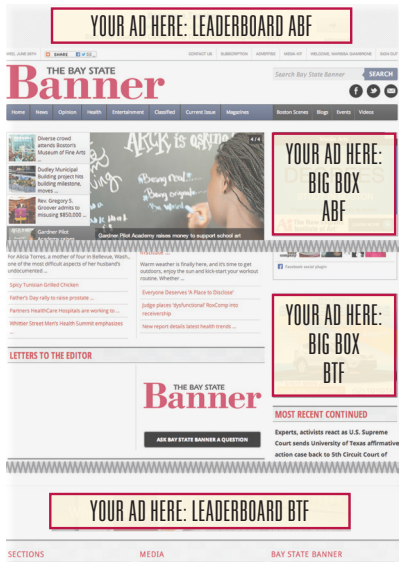 YOUR AD HERE: LEADERBOARD ABF
SHARE
CONTACT US SUBSCRIPTION ADVERTISE MEDIA KIT SIGN OUT
THE BAY STATE
Banner
Search Bay State Banner SEARCH
Home News Opinion Health Entertainment Classified Current Issue Magazines Boston Scenes Blogs Events Videos
Diverse crowd
attends Boston's
Museum of Fine Arts
...
Dudley Municipal
Building project hits
building milestone,
moves ...
Rev. Gregory S.
Groover admits to
misusing $850,000 ...
Gardner Pilot
4 / 4
Gardner Pilot Academy raises money to support school art
YOUR AD HERE:
BIG BOX
ABF
For Alicia Torres, a mother of four in Bellevue, Wash.,
one of the most difficult aspects of her husband's
undocumented ...
Spicy Tunisian Grilled Chicken
Father's Day rally to raise prostate ...
Partners HealthCare Hospitals are working to ...
Whittier Street Men's Health Summit emphasizes
...
Warm weather is finally here, and it's time to get
outdoors, enjoy the sun and kick-start your workout
routine. Whether ...
Everyone Deserves 'A Place to Disclose'
Judge places 'dysfunctional' RoxComp into
receivership
New report details latest health trends ...
Facebook social plugin
YOUR AD HERE:
BIG BOX
BTF
LETTERS TO THE EDITOR
THE BAY STATE
Banner
ASK BAY STATE BANNER A QUESTION
MOST RECENT CONTINUED
Experts, activists react as U.S. Supreme
Court sends University of Texas affirmative
action case back to 5th Circuit Court of
YOUR AD HERE: LEADERBOARD BTF
SECTIONS MEDIA BAY STATE BANNER